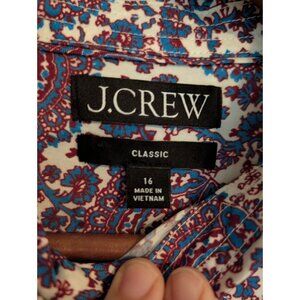 J.CREW
CLASSIC
16
MADE IN
VIETNAM